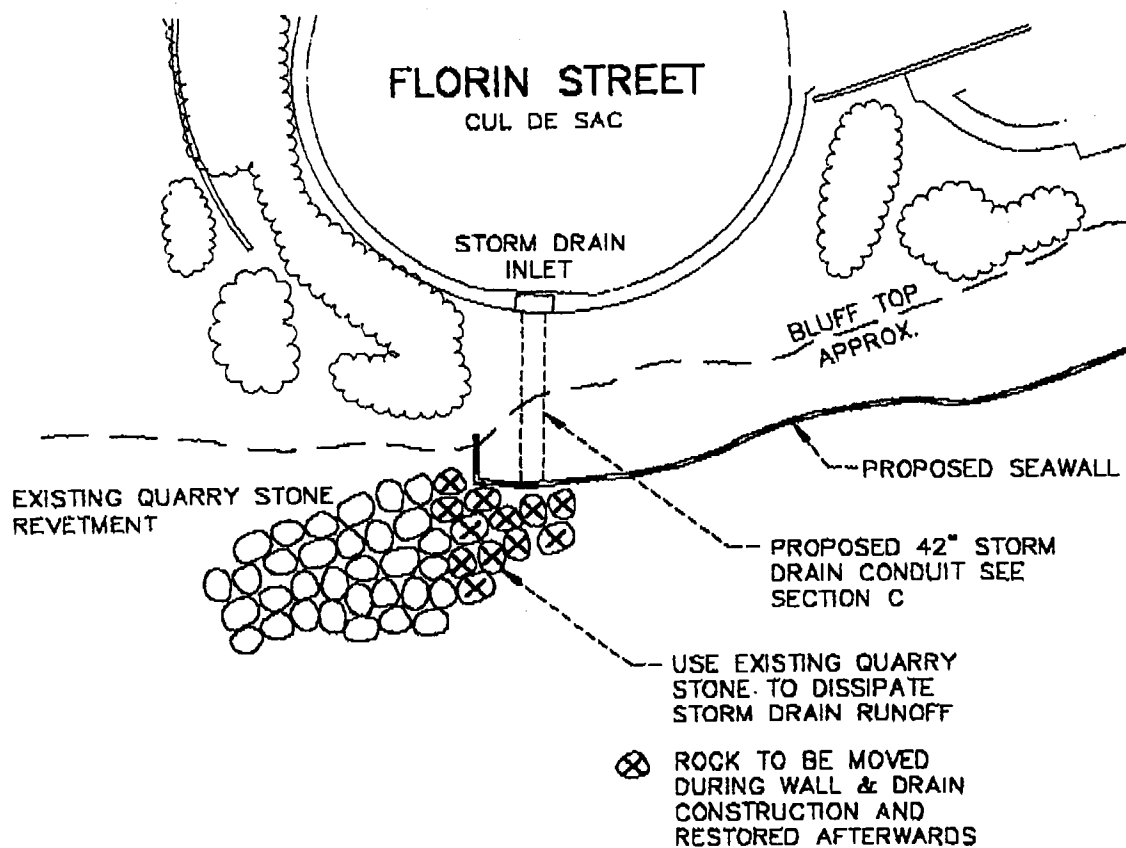 FLORIN STREET
CUL DE SAC
STORM DRAIN
INLET
BLUFF TOP
APPROX.
PROPOSED SEAWALL
EXISTING QUARRY STONE
REVETMENT
PROPOSED 42" STORM
DRAIN CONDUIT SEE
SECTION C
USE EXISTING QUARRY
STONE TO DISSIPATE
STORM DRAIN RUNOFF
ROCK TO BE MOVED
DURING WALL & DRAIN
CONSTRUCTION AND
RESTORED AFTERWARDS